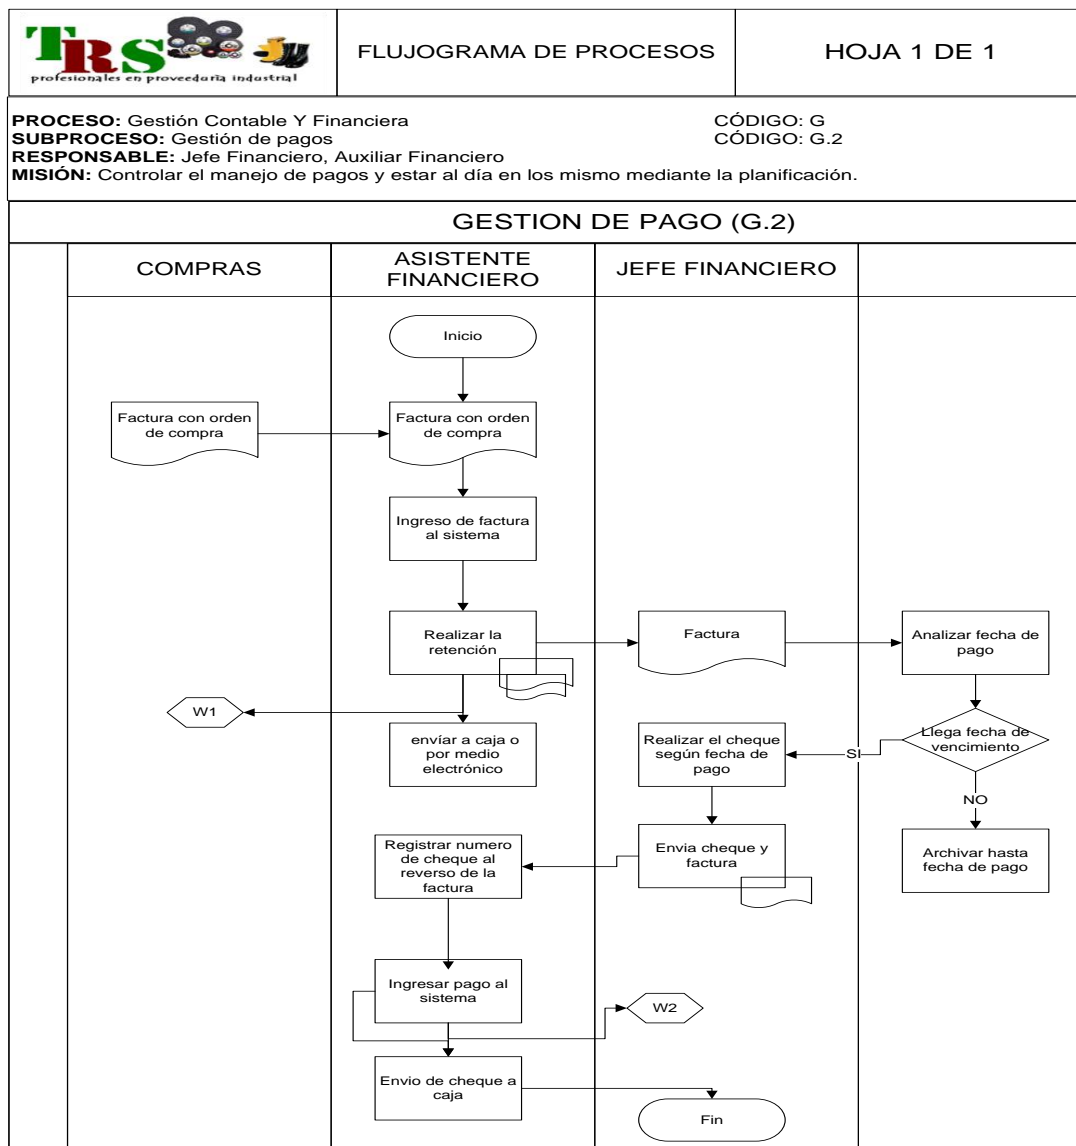 TRS
profesionales en proveeduria industrial
FLUJOGRAMA DE PROCESOS
HOJA 1 DE 1
PROCESO: Gestión Contable Y Financiera
CÓDIGO: G
SUBPROCESO: Gestión de pagos
CÓDIGO: G.2
RESPONSABLE: Jefe Financiero, Auxiliar Financiero
MISIÓN: Controlar el manejo de pagos y estar al día en los mismo mediante la planificación.
GESTION DE PAGO (G.2)
COMPRAS
ASISTENTE
FINANCIERO
JEFE FINANCIERO
Inicio
Factura con orden
de compra
Factura con orden
de compra
Ingreso de factura
al sistema
Realizar la
retención
Factura
Analizar fecha de
pago
W1
envíar a caja o
por medio
electrónico
Realizar el cheque
según fecha de
pago
SI
Llega fecha de
vencimiento
NO
Registrar numero
de cheque al
reverso de la
factura
Envia cheque y
factura
Archivar hasta
fecha de pago
Ingresar pago al
sistema
W2
Envio de cheque a
caja
Fin